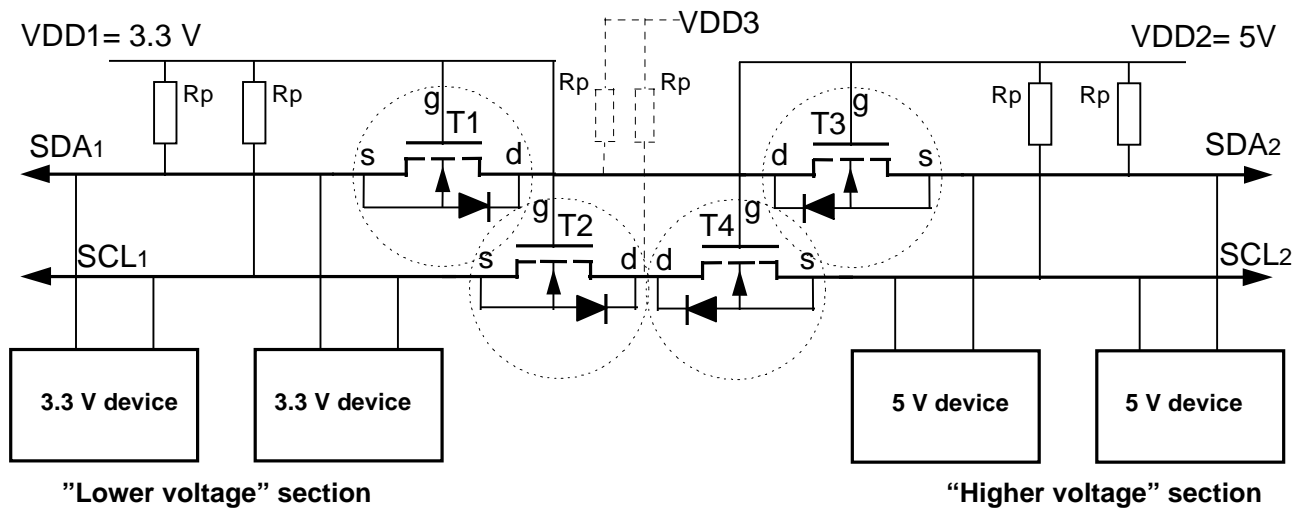 VDD1= 3.3 V
VDD3
VDD2= 5V
Rp
Rp
Rp
Rp
Rp
Rp
g
T1
g
T3
SDA1
s
d
d
s
SDA2
g
T2
T4
g
SCL1
s
d
d
s
SCL2
3.3 V device
3.3 V device
5 V device
5 V device
”Lower voltage” section
“Higher voltage” section